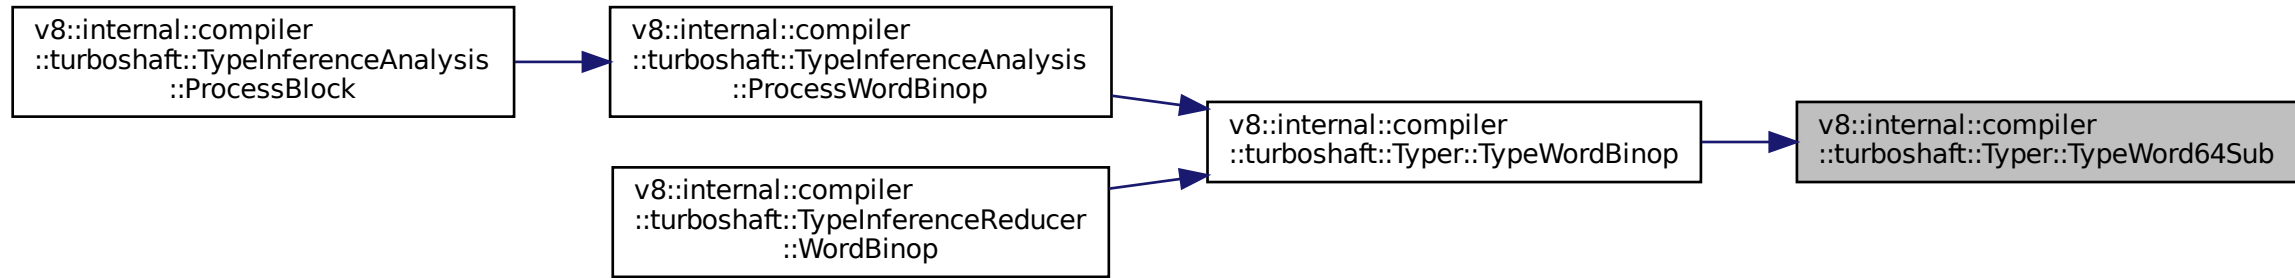 v8::internal::compiler
::turboshaft::TypeInferenceAnalysis
::ProcessBlock
v8::internal::compiler
::turboshaft::TypeInferenceAnalysis
::ProcessWordBinop
v8::internal::compiler
::turboshaft::TypeInferenceReducer
::WordBinop
v8::internal::compiler
::turboshaft::Typer::TypeWordBinop
v8::internal::compiler
::turboshaft::Typer::TypeWord64Sub